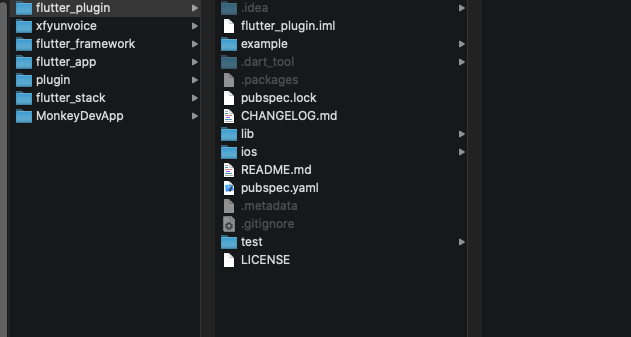 flutter_plugin
xfyunvoice
flutter_framework
flutter_app
plugin
flutter_stack
MonkeyDevApp
.idea
flutter_plugin.iml
example
.dart_tool
.packages
pubspec.lock
CHANGELOG.md
lib
ios
README.md
pubspec.yaml
.metadata
.gitignore
test
LICENSE